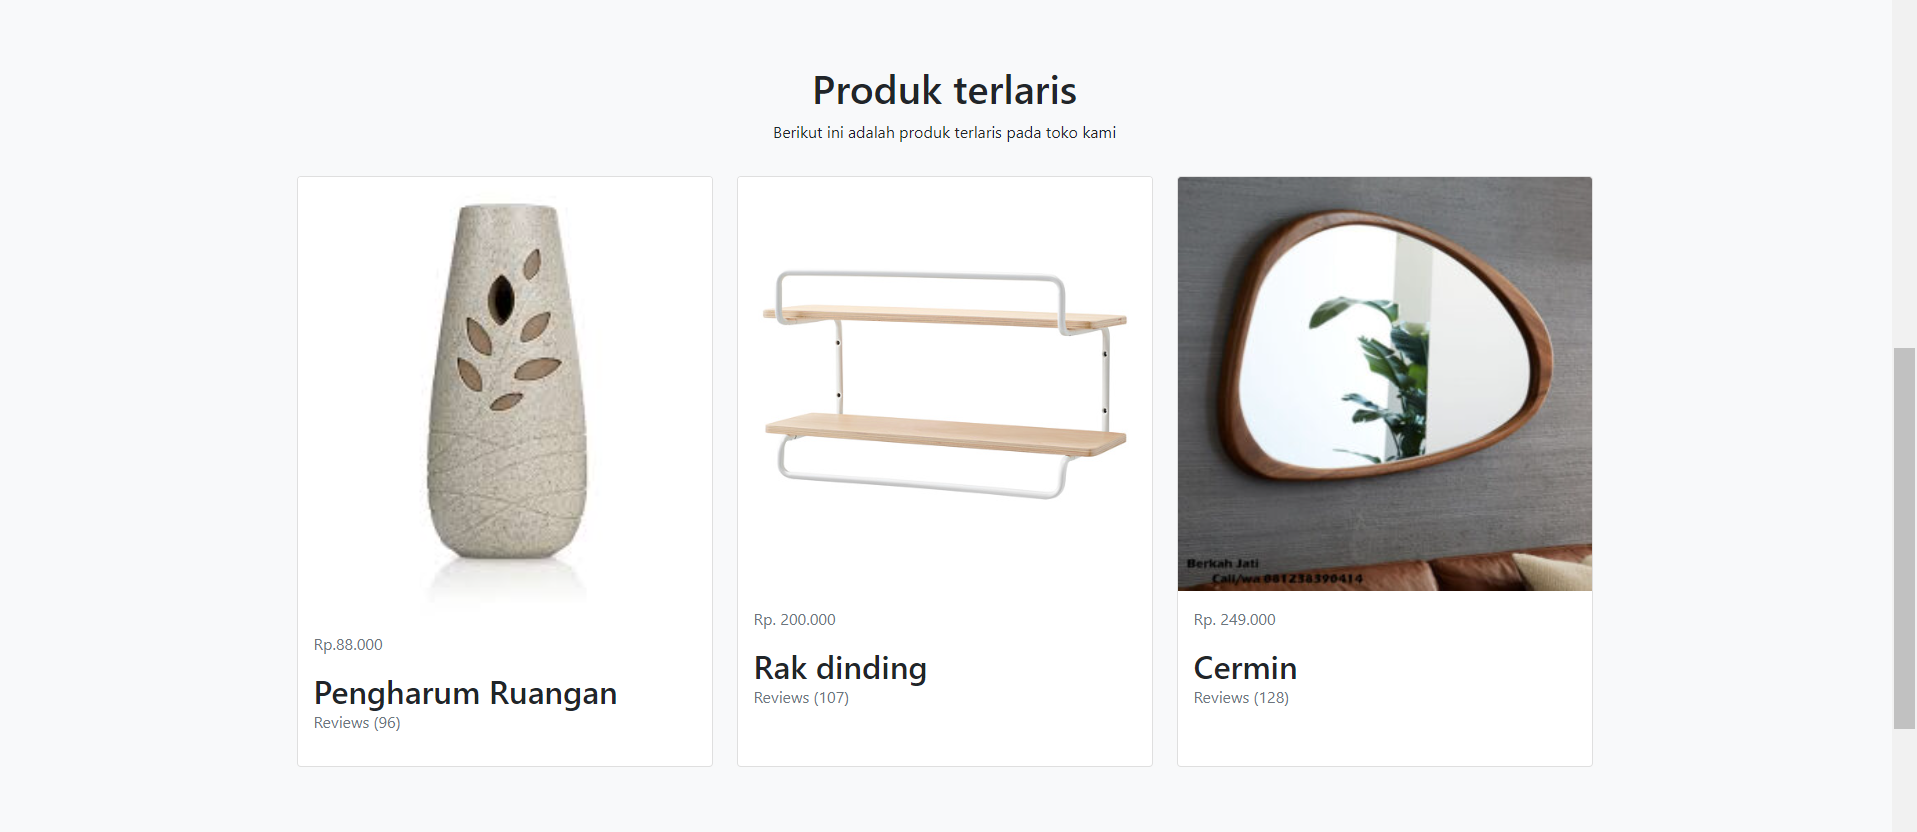 Produk terlaris
Berikut ini adalah produk terlaris pada toko kami
Rp.88.000
Pengharum Ruangan
Reviews (96)
Rp. 200.000
Rak dinding
Reviews (107)
Berkah Jati
Call/wa 081238390414
Rp. 249.000
Cermin
Reviews (128)